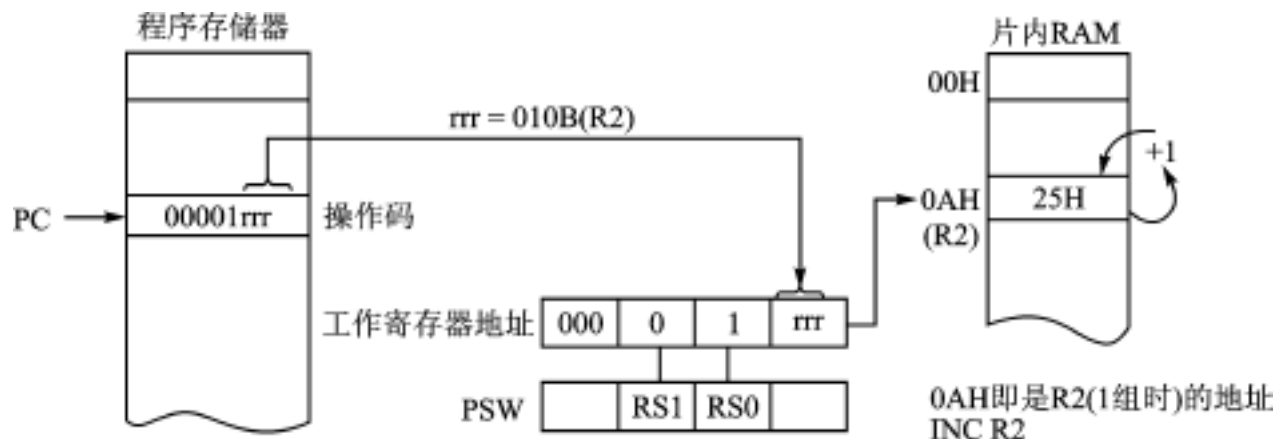 程序存储器
片内RAM
00H
rrr = 010B(R2)
+1
PC
00001rrr
操作码
0AH
25H
(R2)
工作寄存器地址
000
0
1
rrr
PSW
RS1
RS0
0AH即是R2(1组时)的地址
INC R2